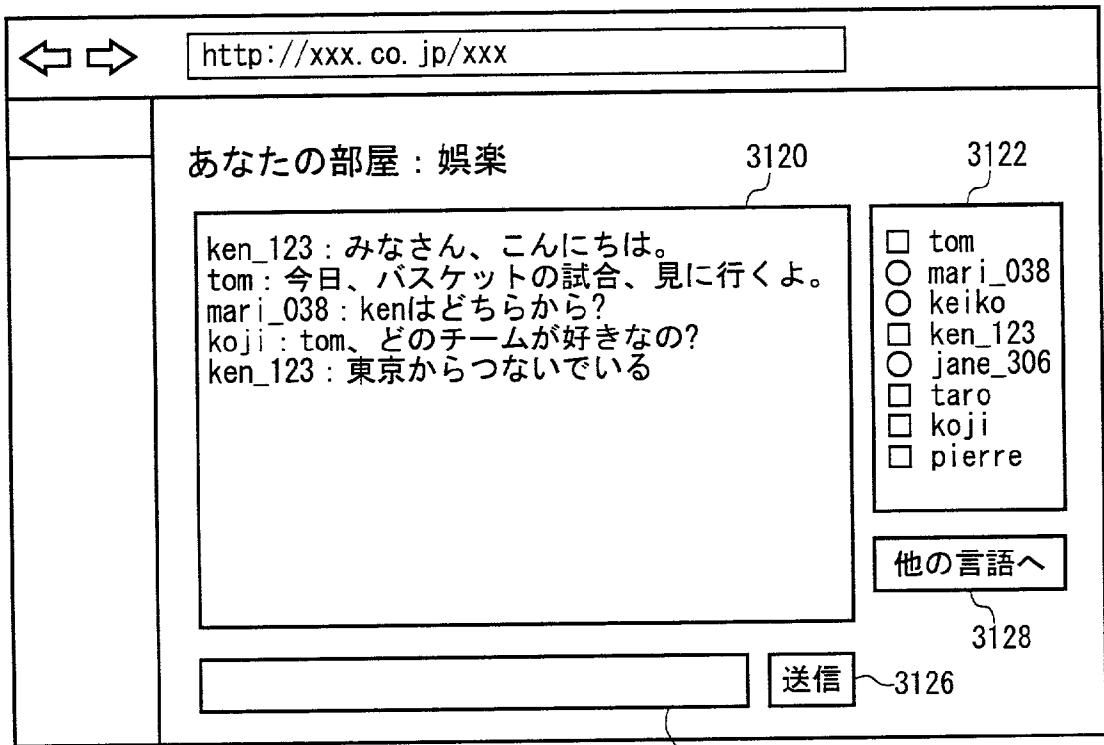 http://xxx.co.jp/xxx
あなたの部屋：娯楽
3120
3122
ken_123：みなさん、こんにちは。
tom：今日、バスケットの試合、見に行くよ。
mari_038：kenはどちらから?
koji：tom、どのチームが好きなの?
ken_123：東京からつないでいる
□ tom
○ mari_038
○ keiko
□ ken_123
○ jane_306
□ taro
□ koji
□ pierre
他の言語へ
3128
送信
3126